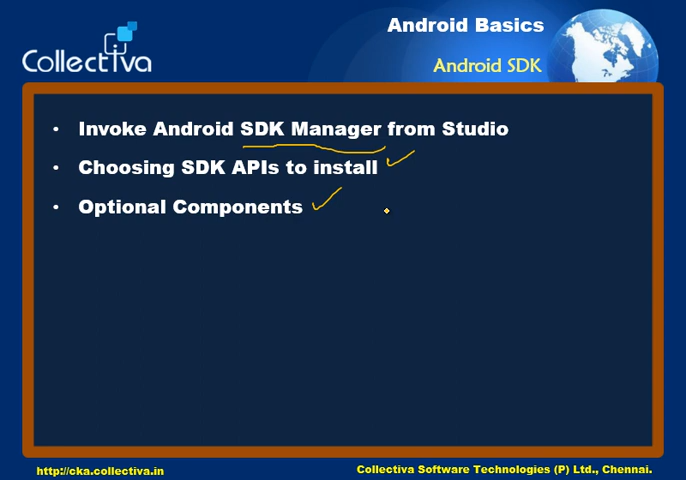 Collectiva
Android Basics
Android SDK
• Invoke Android SDK Manager from Studio
• Choosing SDK APIs to install
• Optional Components
http://cka.collectiva.in
Collectiva Software Technologies (P) Ltd., Chennai.